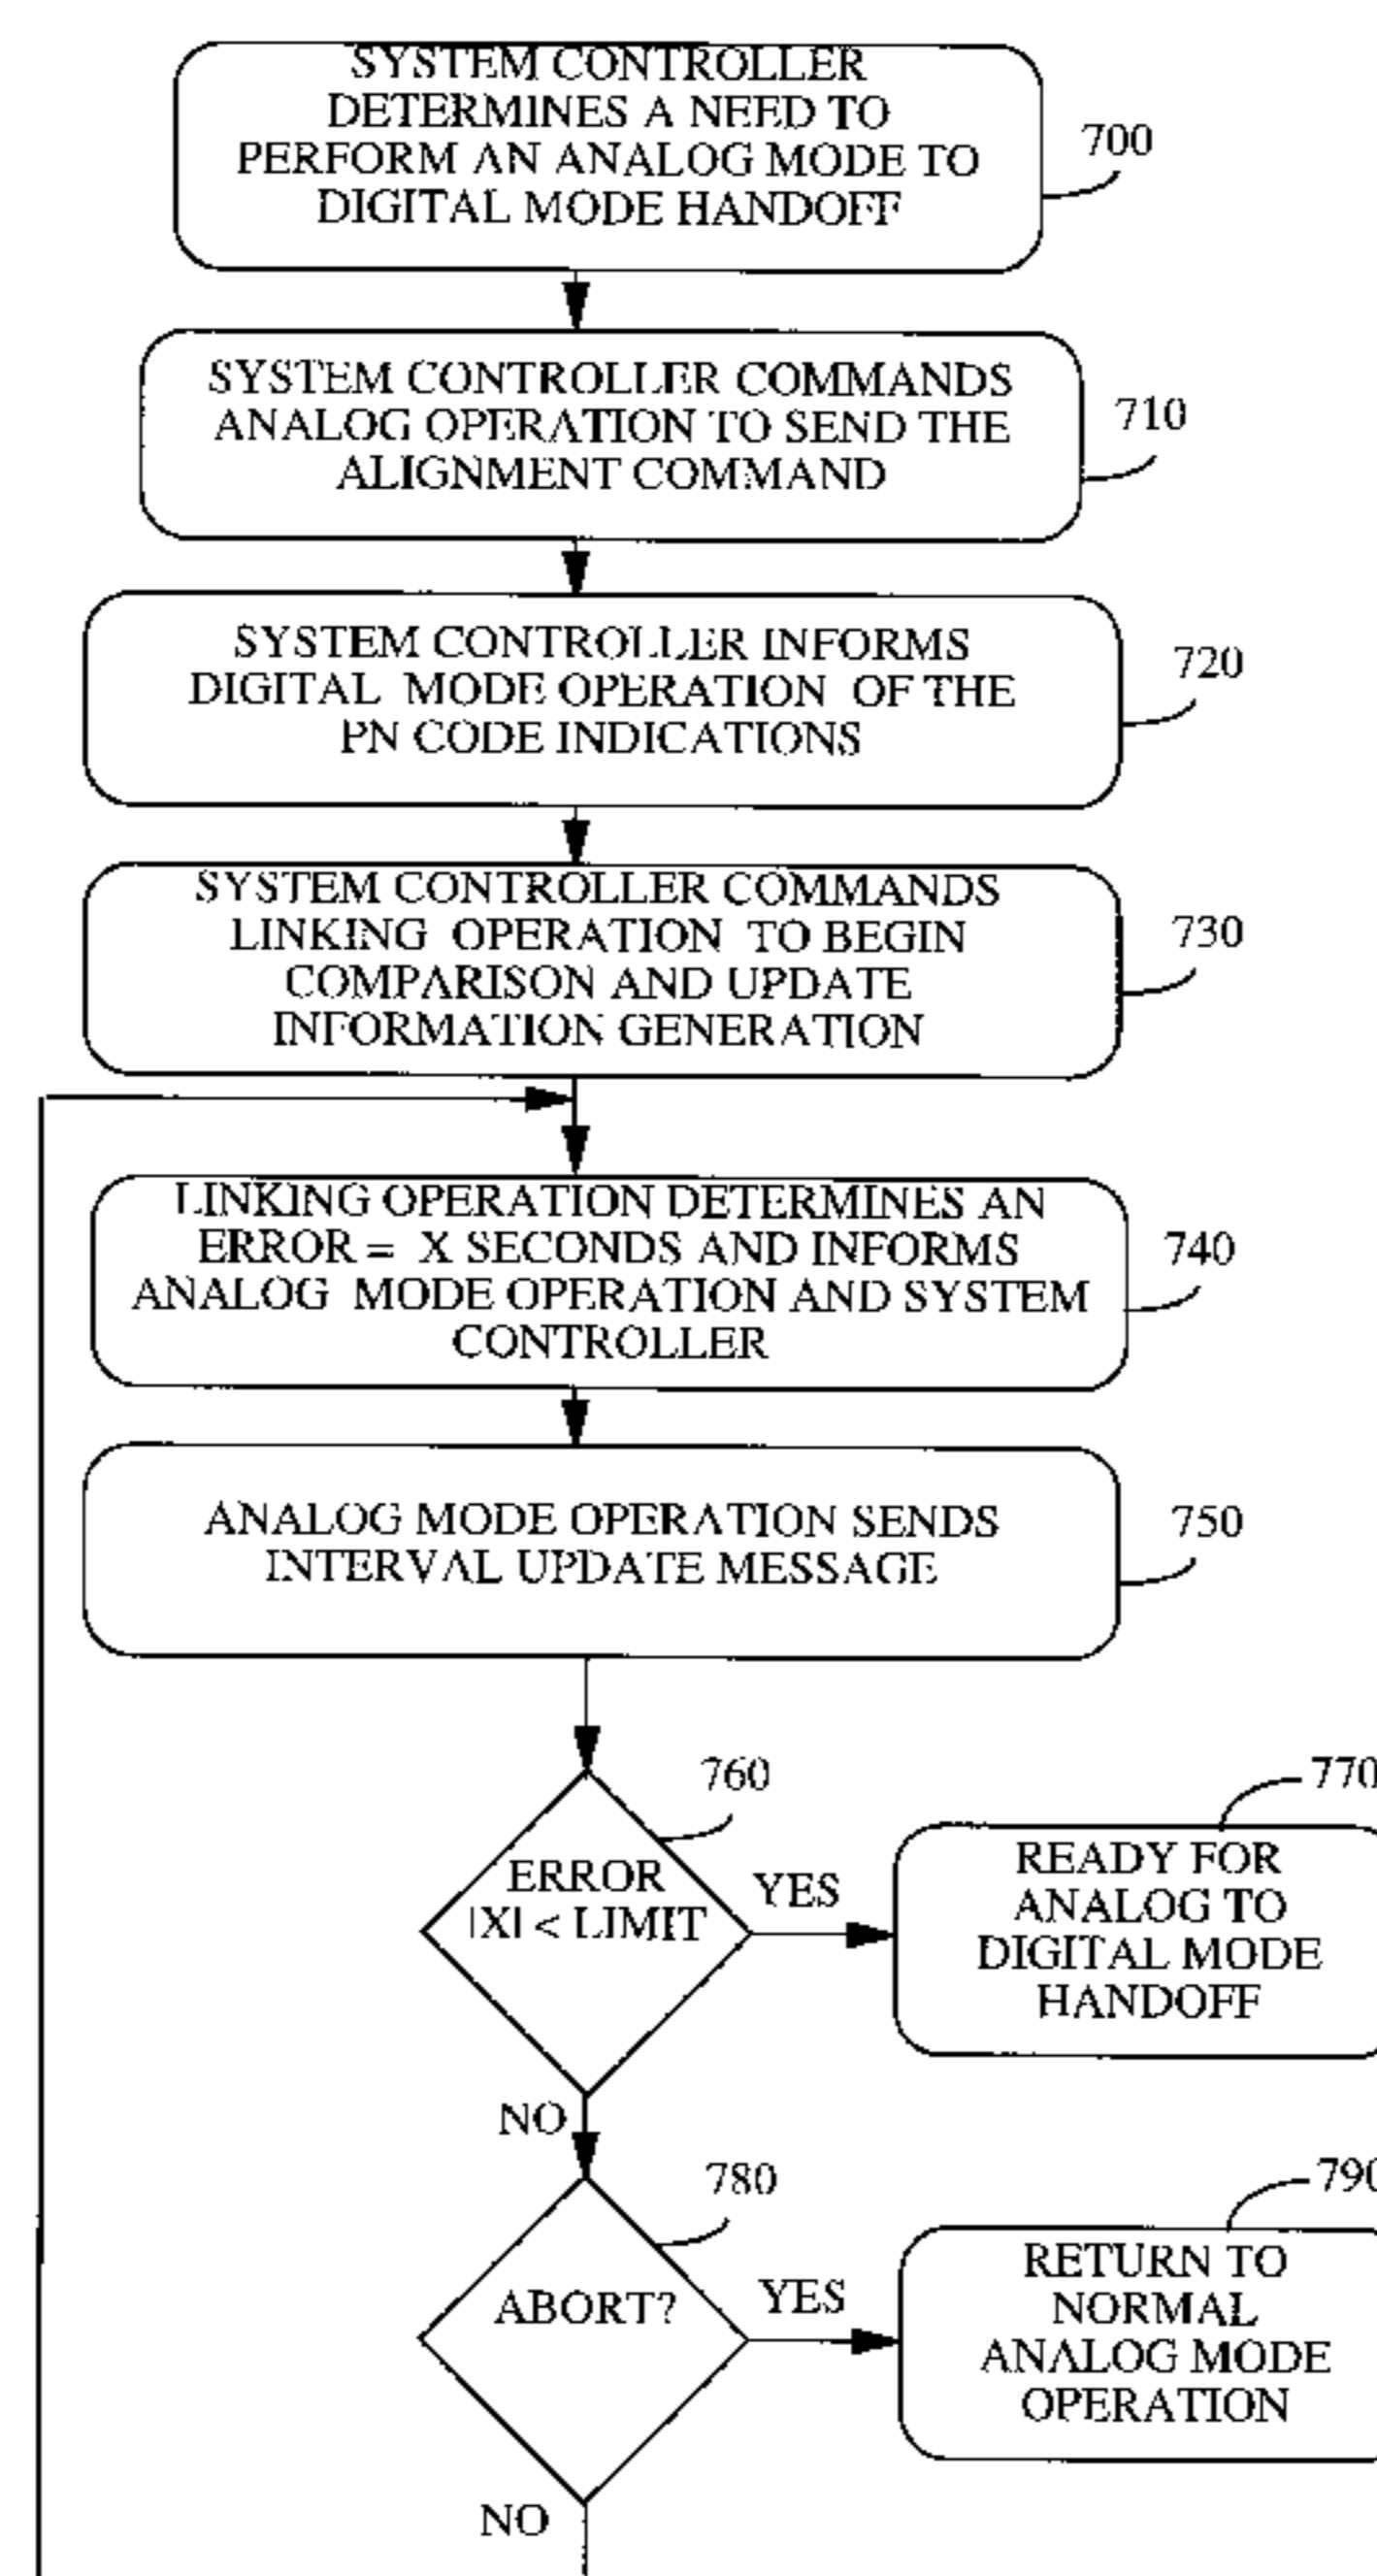 SYSTEM CONTROLLER
DETERMINES A NEED TO
PERFORM AN ANALOG MODE TO
DIGITAL MODE HANDOFF
700
SYSTEM CONTROLLER COMMANDS
ANALOG OPERATION TO SEND THE
ALIGNMENT COMMAND
710
SYSTEM CONTROLLER INFORMS
DIGITAL MODE OPERATION OF THE
PN CODE INDICATIONS
720
SYSTEM CONTROLLER COMMANDS
LINKING OPERATION TO BEGIN
COMPARISON AND UPDATE
INFORMATION GENERATION
730
LINKING OPERATION DETERMINES AN
ERROR = X SECONDS AND INFORMS
ANALOG MODE OPERATION AND SYSTEM
CONTROLLER
740
ANALOG MODE OPERATION SENDS
INTERVAL UPDATE MESSAGE
750
760
ERROR
|X| < LIMIT
YES
770
READY FOR
ANALOG TO
DIGITAL MODE
HANDOFF
NO
780
ABORT?
YES
790
RETURN TO
NORMAL
ANALOG MODE
OPERATION
NO